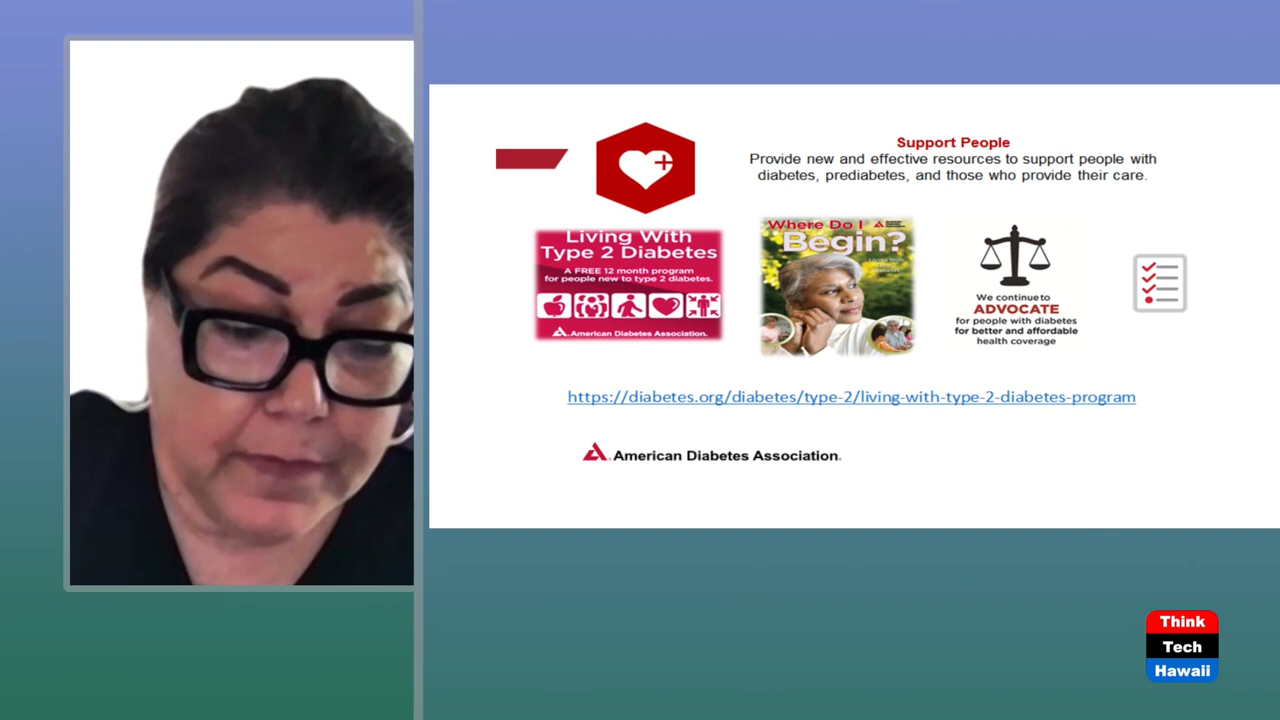 Support People
Provide new and effective resources to support people with
diabetes, prediabetes, and those who provide their care.
Living With
Type 2 Diabetes
A FREE 12 month program
for people new to type 2 diabetes.
American Diabetes Association.
Where Do I
Begin?
We continue to
ADVOCATE
for people with diabetes
for better and affordable
health coverage
https://diabetes.org/diabetes/type-2/living-with-type-2-diabetes-program
American Diabetes Association.
Think
Tech
Hawaii